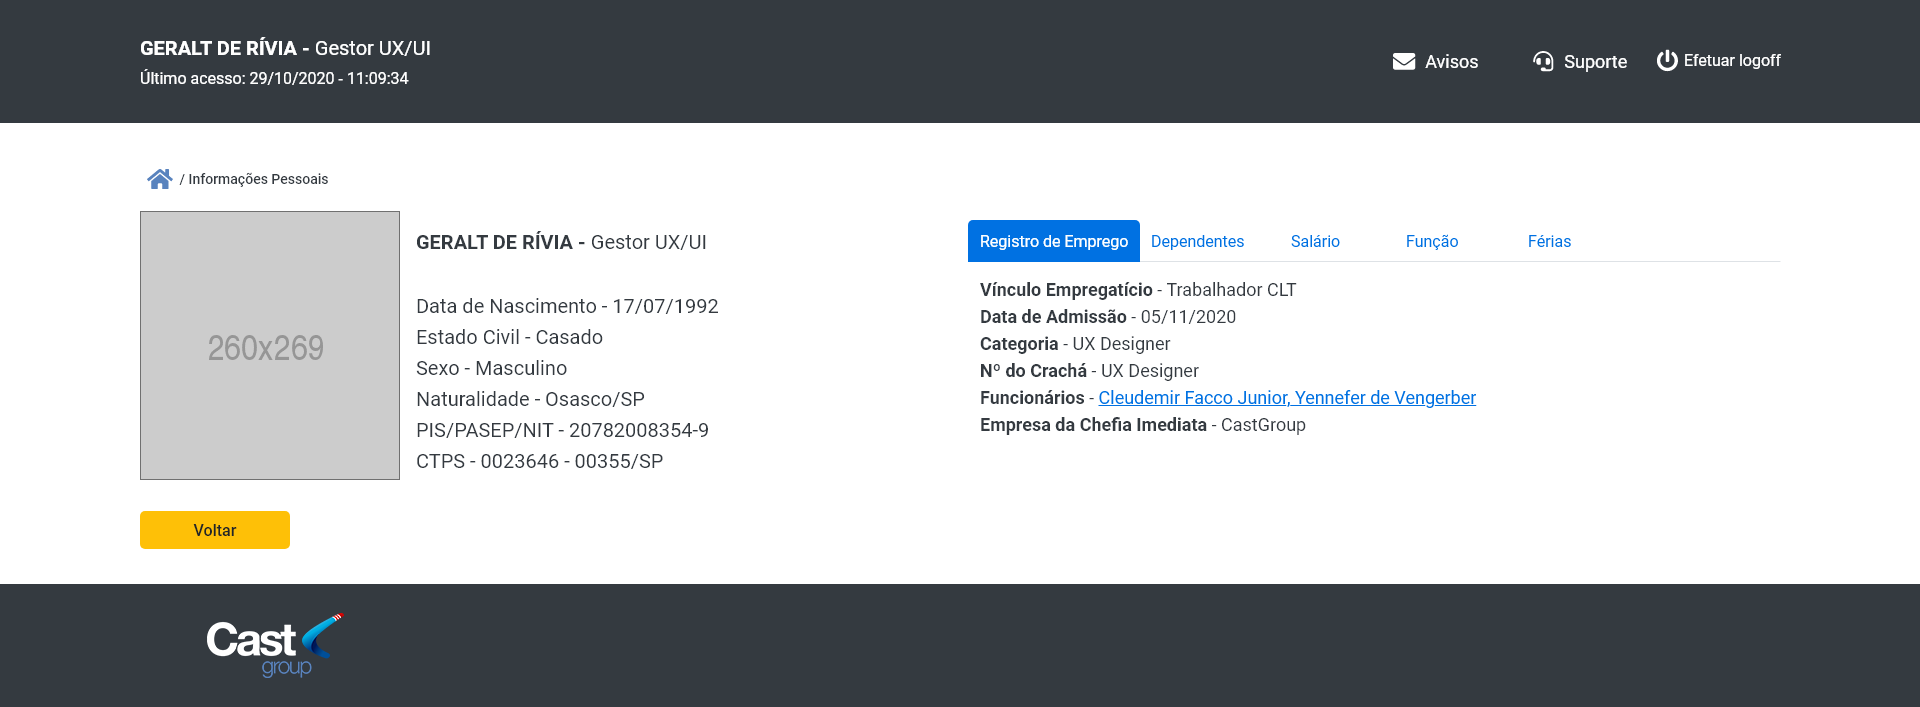 GERALT DE RÍVIA - Gestor UX/UI
Último acesso: 29/10/2020 - 11:09:34
Avisos
Suporte
Efetuar logoff
/ Informações Pessoais
260x269
GERALT DE RÍVIA - Gestor UX/UI
Data de Nascimento - 17/07/1992
Estado Civil - Casado
Sexo - Masculino
Naturalidade - Osasco/SP
PIS/PASEP/NIT - 20782008354-9
CTPS - 0023646 - 00355/SP
Registro de Emprego
Dependentes
Salário
Função
Férias
Vínculo Empregatício - Trabalhador CLT
Data de Admissão - 05/11/2020
Categoria - UX Designer
Nº do Crachá - UX Designer
Funcionários - Cleudemir Facco Junior, Yennefer de Vengerber
Empresa da Chefia Imediata - CastGroup
Voltar
Cast
group